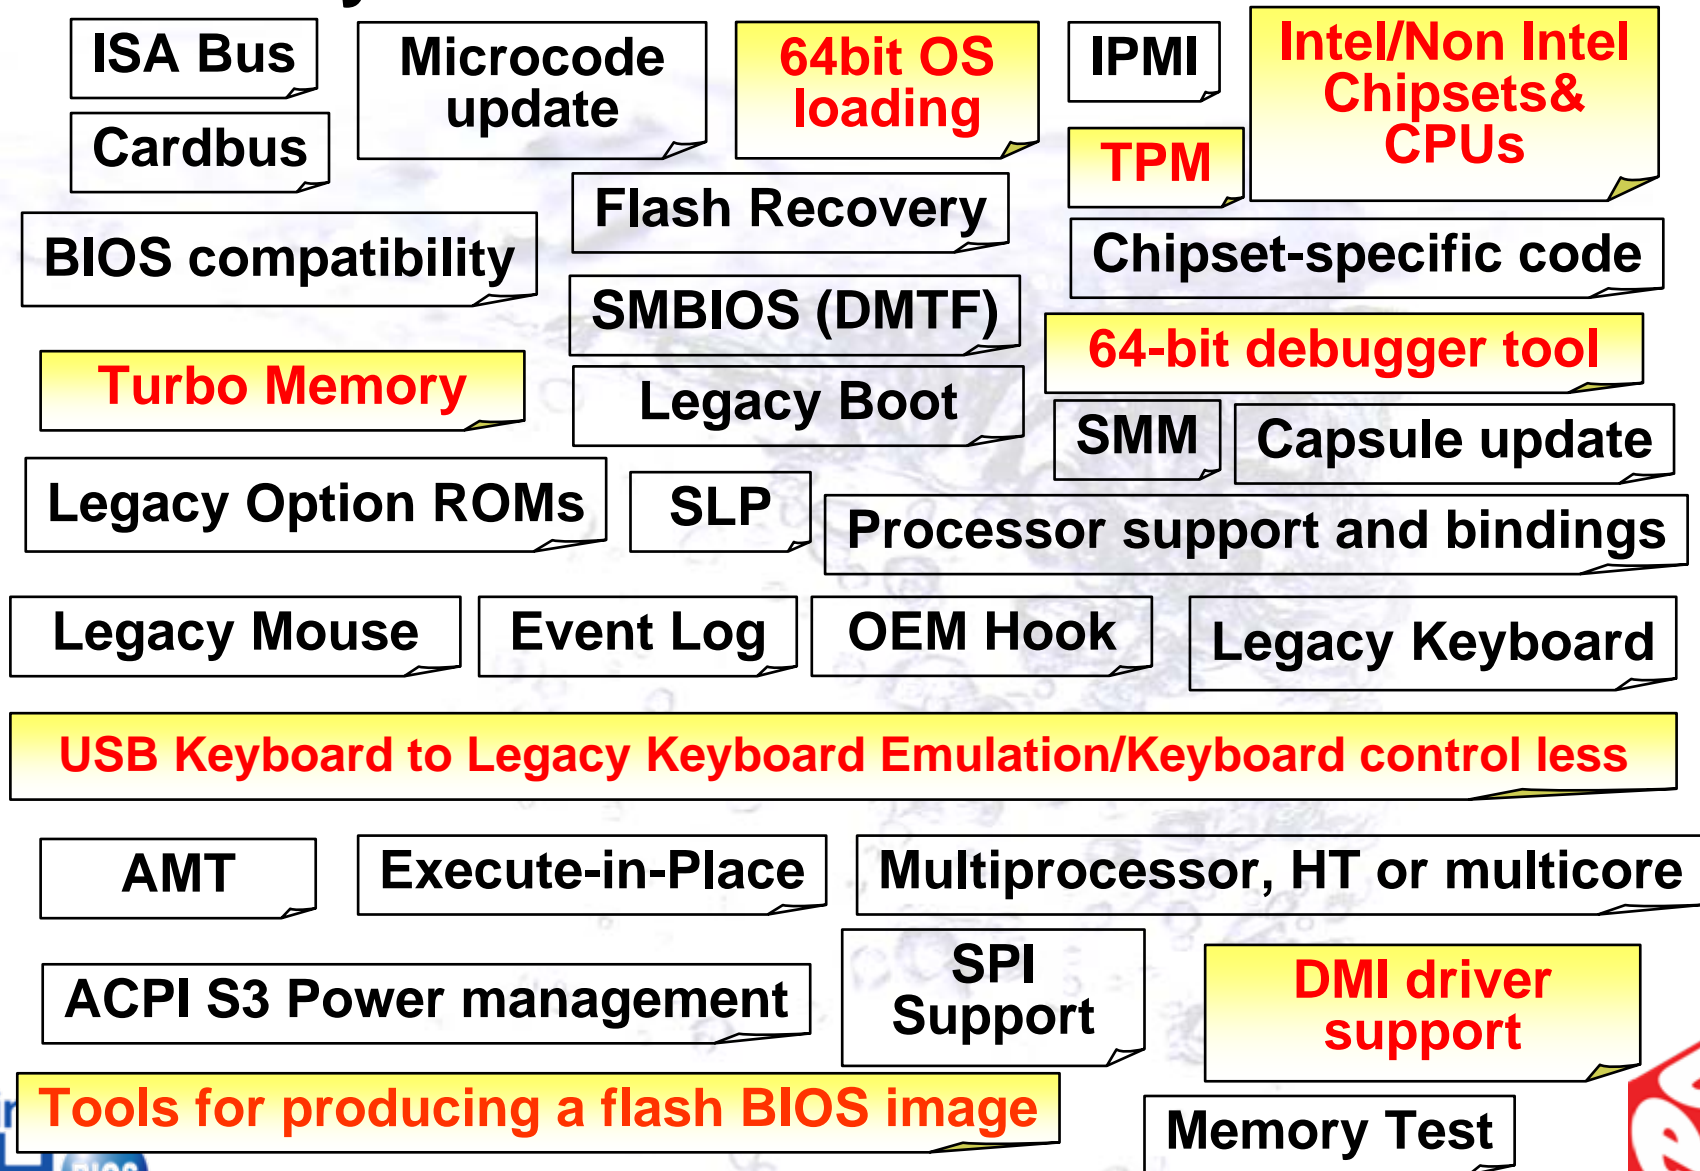 ISA Bus
Microcode
update
64bit OS
loading
IPMI
Intel/Non Intel
Chipsets&
CPUs
Cardbus
TPM
Flash Recovery
BIOS compatibility
Chipset-specific code
SMBIOS (DMTF)
64-bit debugger tool
Turbo Memory
Legacy Boot
SMM
Capsule update
Legacy Option ROMs
SLP
Processor support and bindings
Legacy Mouse
Event Log
OEM Hook
Legacy Keyboard
USB Keyboard to Legacy Keyboard Emulation/Keyboard control less
AMT
Execute-in-Place
Multiprocessor, HT or multicore
ACPI S3 Power management
SPI
Support
DMI driver
support
Tools for producing a flash BIOS image
Memory Test
BIOS